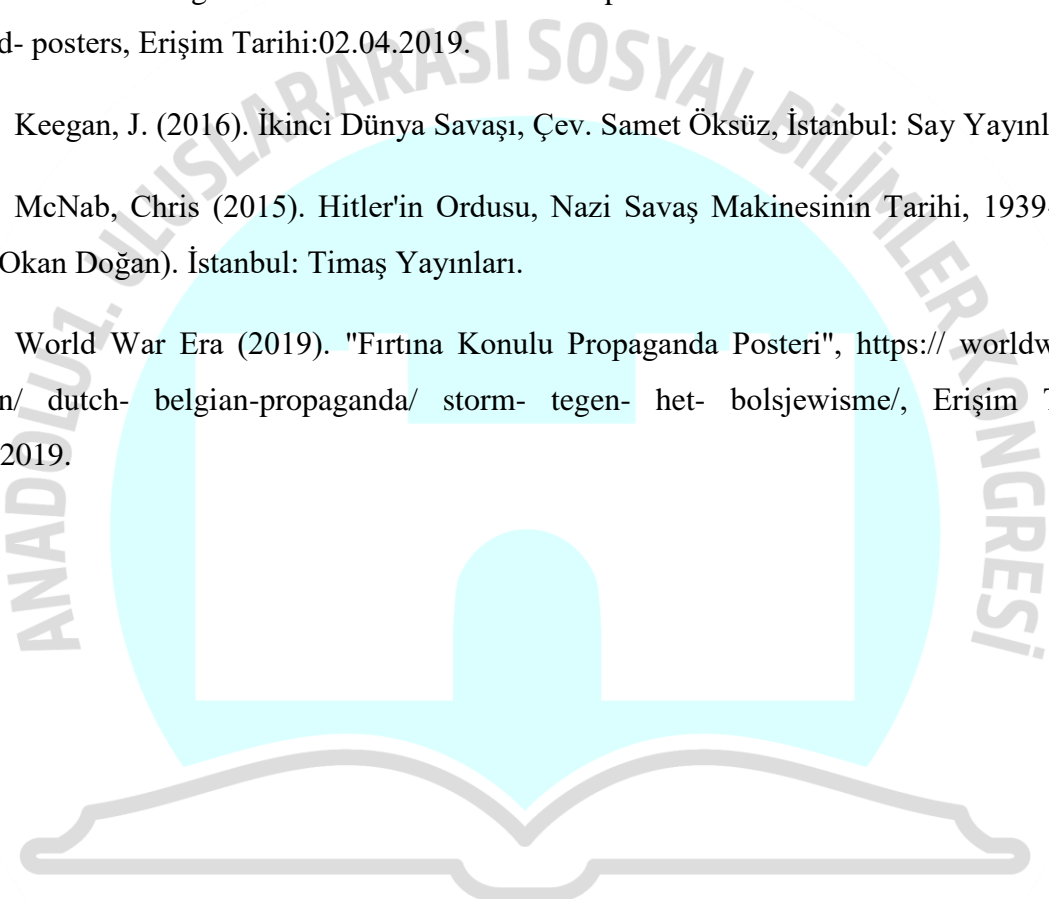 d- posters, Erişim Tarihi:02.04.2019.
Keegan, J. (2016). İkinci Dünya Savaşı, Çev. Samet Öksüz, İstanbul: Say Yayınl
McNab, Chris (2015). Hitler'in Ordusu, Nazi Savaş Makinesinin Tarihi, 1939-
Okan Doğan). İstanbul: Timaş Yayınları.
World War Era (2019). "Fırtına Konulu Propaganda Posteri", https:// worldw
n/ dutch- belgian-propaganda/ storm- tegen- het- bolsjewisme/, Erişim T
2019.
ANADOLU 1. ULUSLARARASI SOSYAL BİLİMLER KONGRESİ